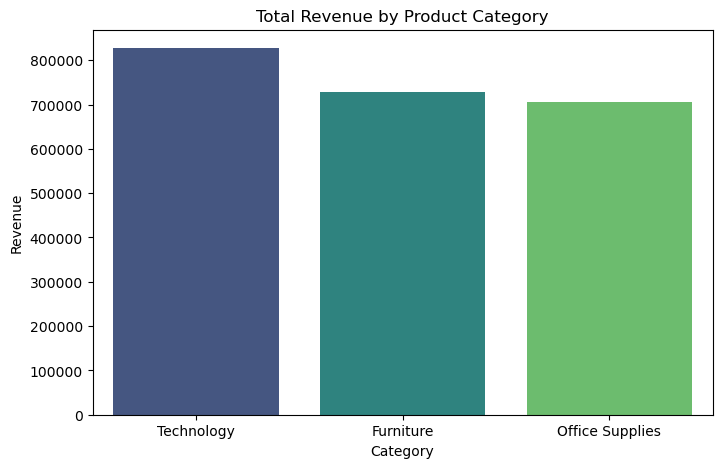 Total Revenue by Product Category
800000
700000
600000
500000
400000
300000
200000
100000
0
Revenue
Technology
Furniture
Office Supplies
Category